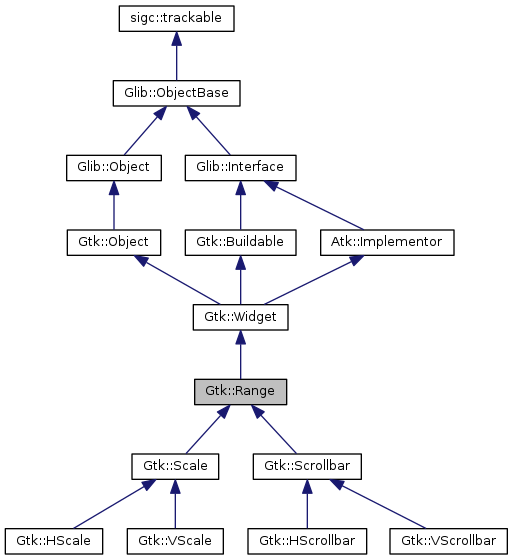 sigc::trackable
Glib::ObjectBase
Glib::Object
Glib::Interface
Gtk::Object
Gtk::Buildable
Atk::Implementor
Gtk::Widget
Gtk::Range
Gtk::Scale
Gtk::Scrollbar
Gtk::HScale
Gtk::VScale
Gtk::HScrollbar
Gtk::VScrollbar